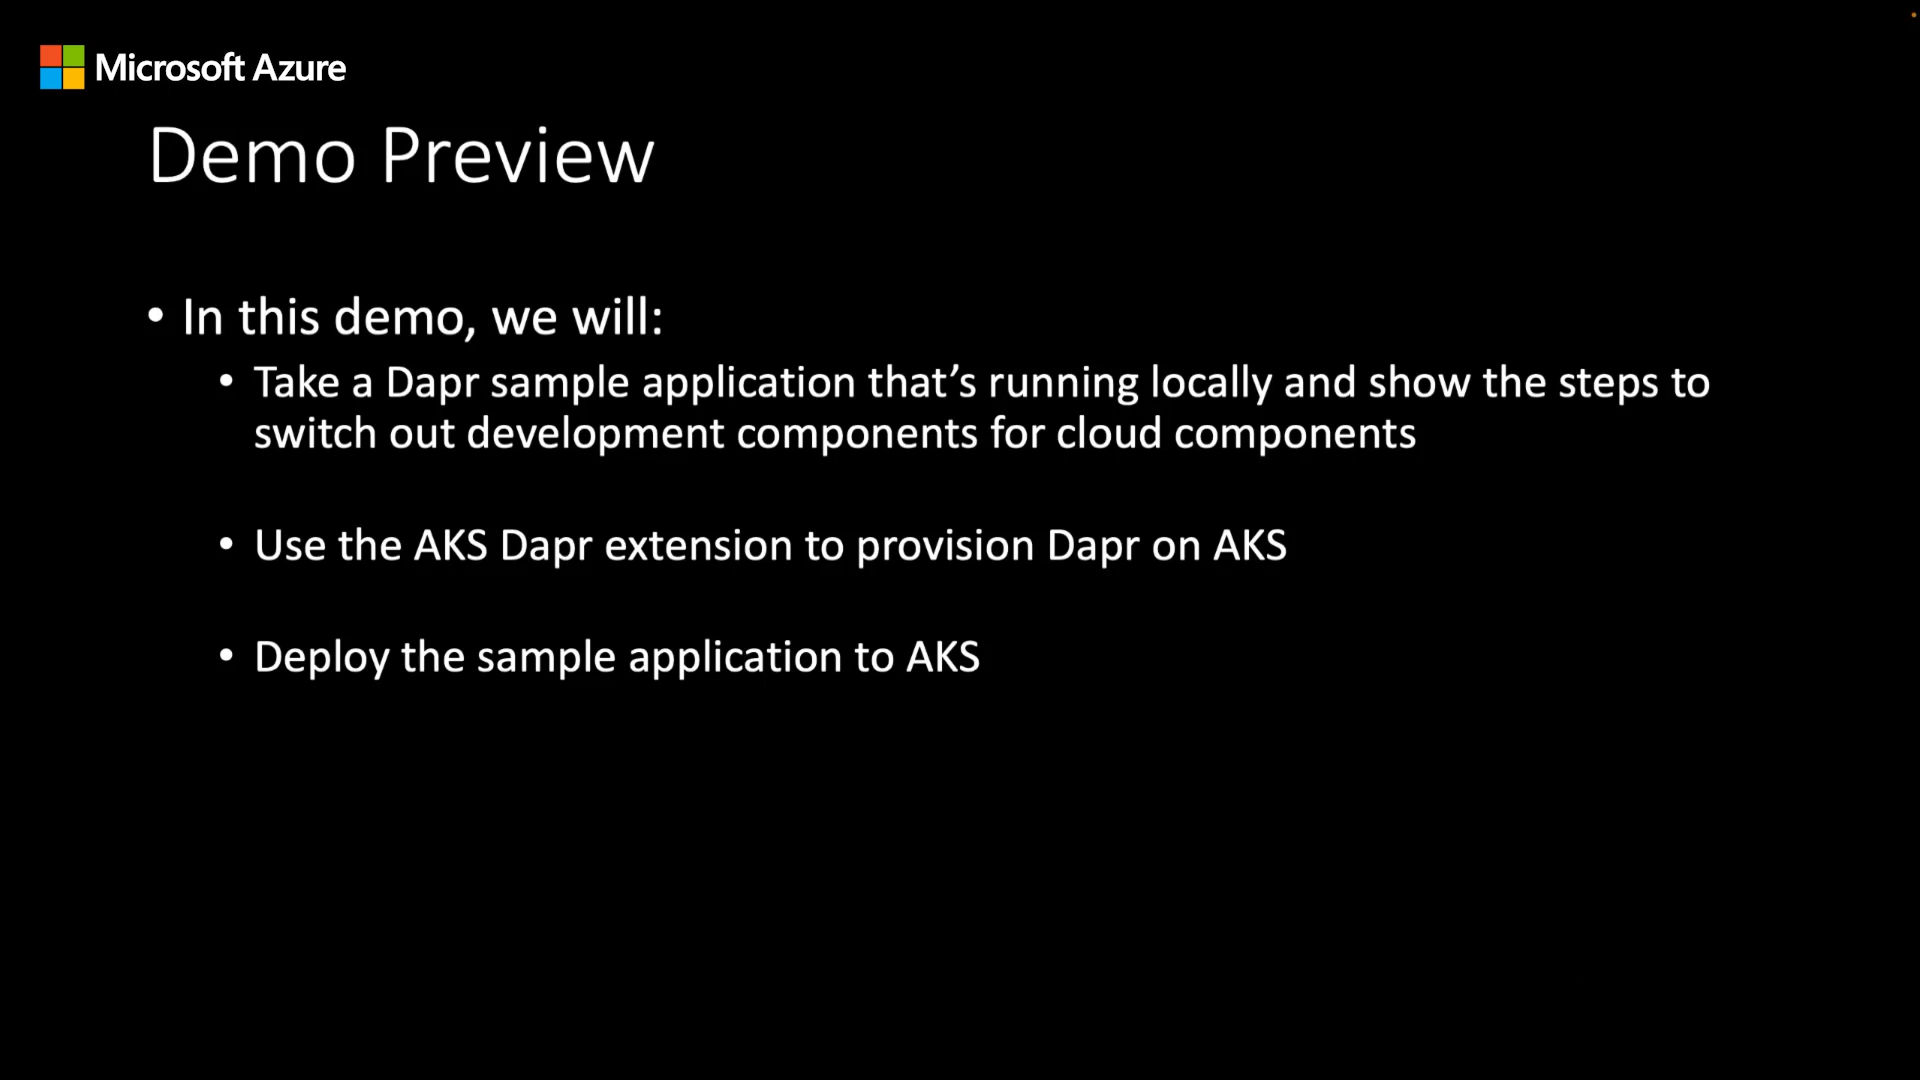 Microsoft Azure
Demo Preview
• In this demo, we will:
• Take a Dapr sample application that’s running locally and show the steps to
switch out development components for cloud components
• Use the AKS Dapr extension to provision Dapr on AKS
• Deploy the sample application to AKS